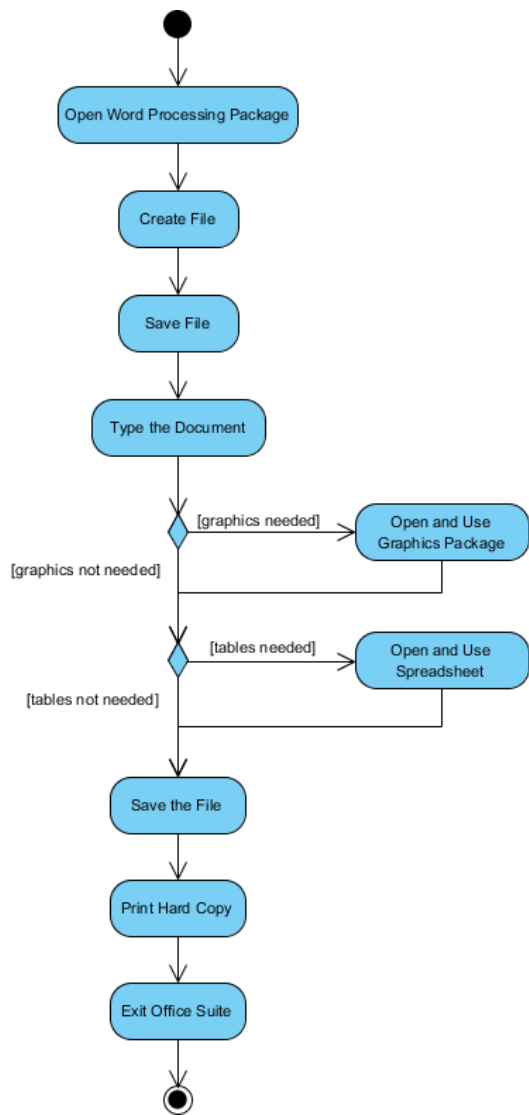 Open Word Processing Package
Create File
Save File
Type the Document
[graphics needed]
Open and Use
Graphics Package
[graphics not needed]
[tables needed]
Open and Use
Spreadsheet
[tables not needed]
Save the File
Print Hard Copy
Exit Office Suite